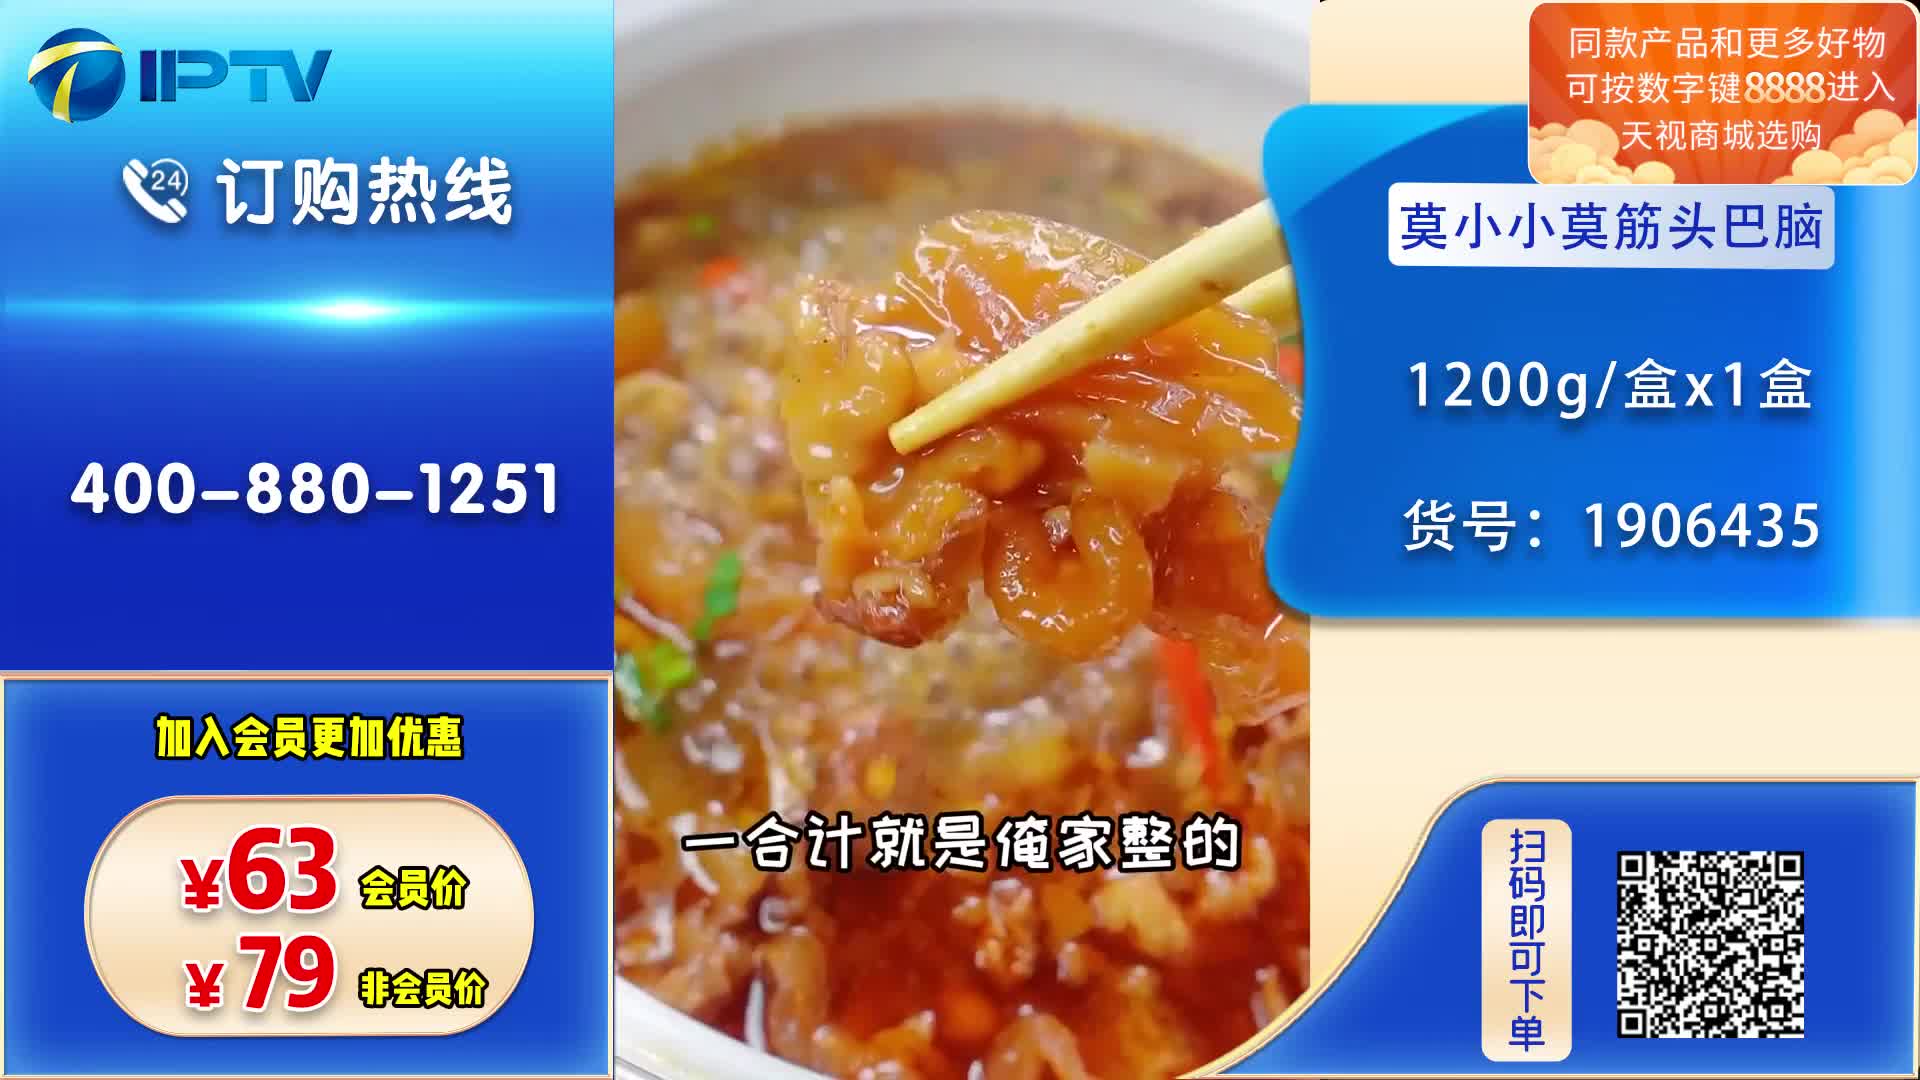 IPTV
24
订购热线
400-880-1251
加入会员更加优惠
¥63 会员价
¥79 非会员价
一合计就是俺家整的
同款产品和更多好物
可按数字键8888进入
天视商城选购
莫小小莫筋头巴脑
1200g/盒x1盒
货号：1906435
扫码即可下单